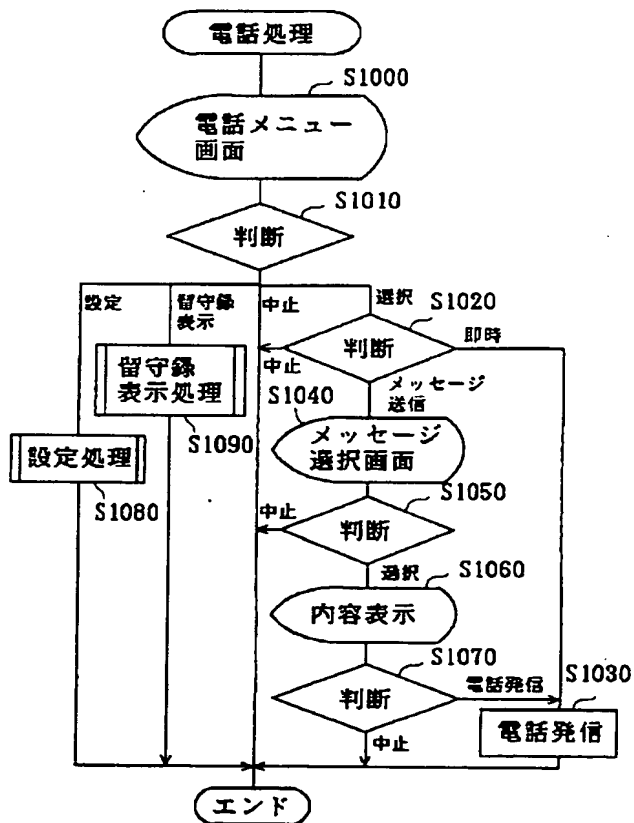 電話処理
S1000
電話メニュー
画面
S1010
判断
設定
留守録
表示
中止
選択
S1020
判断
即時
中止
留守録
表示処理
S1090
メッセージ
送信
S1040
メッセージ
選択画面
設定処理
S1080
S1050
判断
中止
選択
S1060
内容表示
S1070
判断
電話発信
S1030
電話発信
中止
エンド